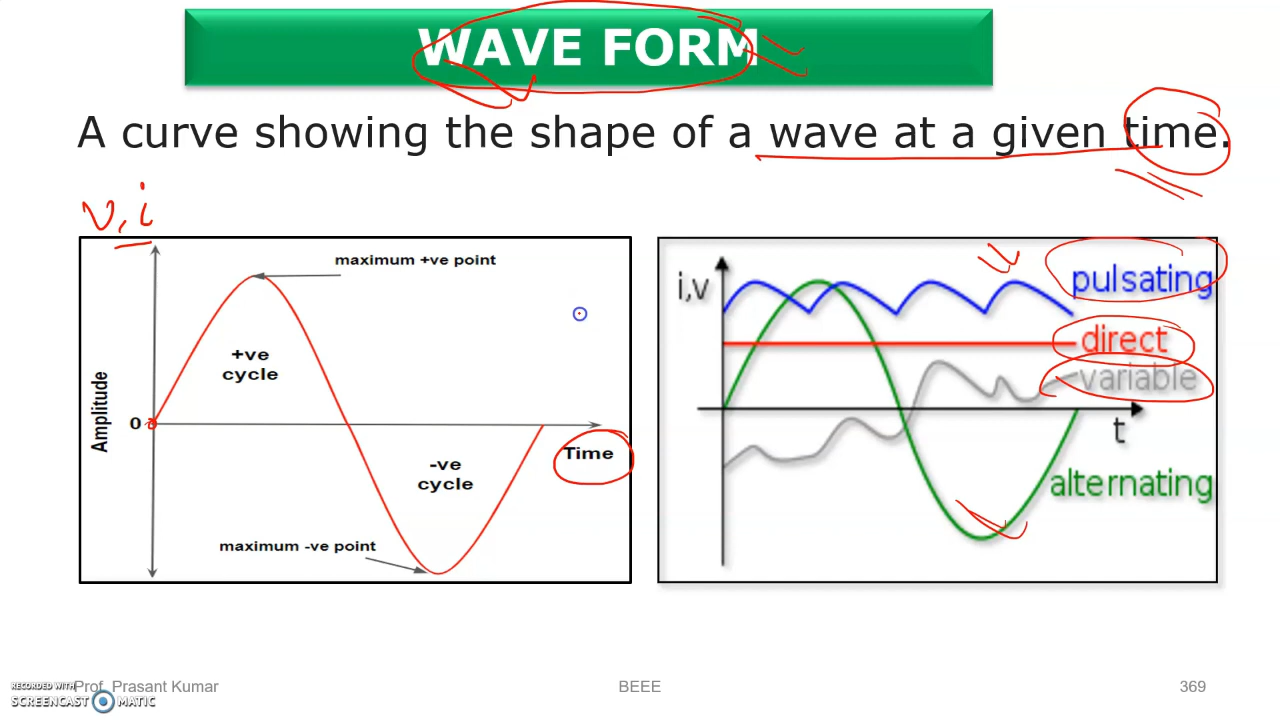 WAVE FORM
A curve showing the shape of a wave at a given time.
v, i
maximum +ve point
+ve
cycle
Amplitude
0
Time
-ve
cycle
maximum -ve point
i,v
pulsating
direct
variable
t
alternating
RECORDED WITH
SCREENCAST MATIC
Prof. Prasant Kumar
BEEE
369